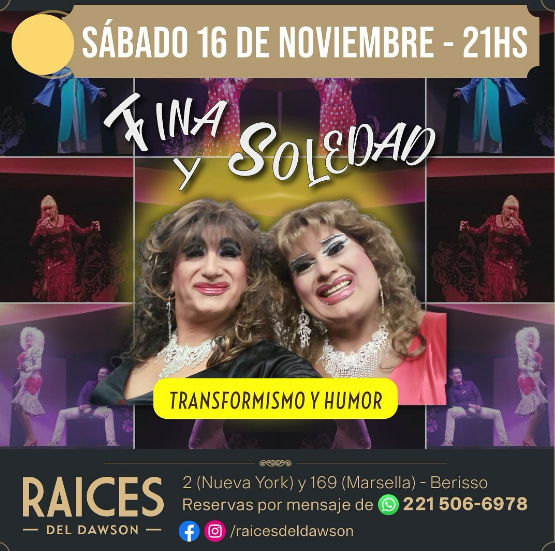 SÁBADO 16 DE NOVIEMBRE - 21HS
FINA
Y SOLEDAD
TRANSFORMISMO Y HUMOR
RAICES
DEL DAWSON
2 (Nueva York) y 169 (Marsella) - Berisso
Reservas por mensaje de 221 506-6978
/raicesdeldawson